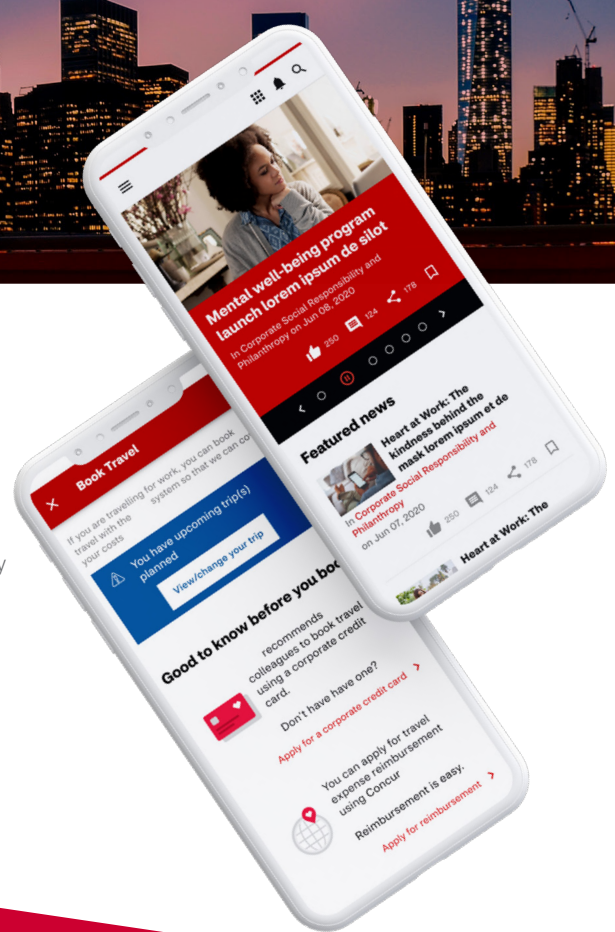 Mental well-being program
launch lorem ipsum de silot
In Corporate Social Responsibility and
Philanthropy on Jun 08, 2020
250
124
178
Featured news
Heart at Work: The
kindness behind the
mask lorem ipsum et de
In Corporate Social Responsibility and
Philanthropy
on Jun 07, 2020
250
124
178
Heart at Work: The
Book Travel
If you are travelling for work, you can book
travel with the system so that we can co
your costs
You have upcoming trip(s)
planned
View/change your trip
Good to know before you boo
recommends
colleagues to book travel
using a corporate credit
card.
Don't have have one?
Apply for a corporate credit card
You can apply for travel
expense reimbursement
using Concur
Reimbursement is easy.
Apply for reimbursement
y